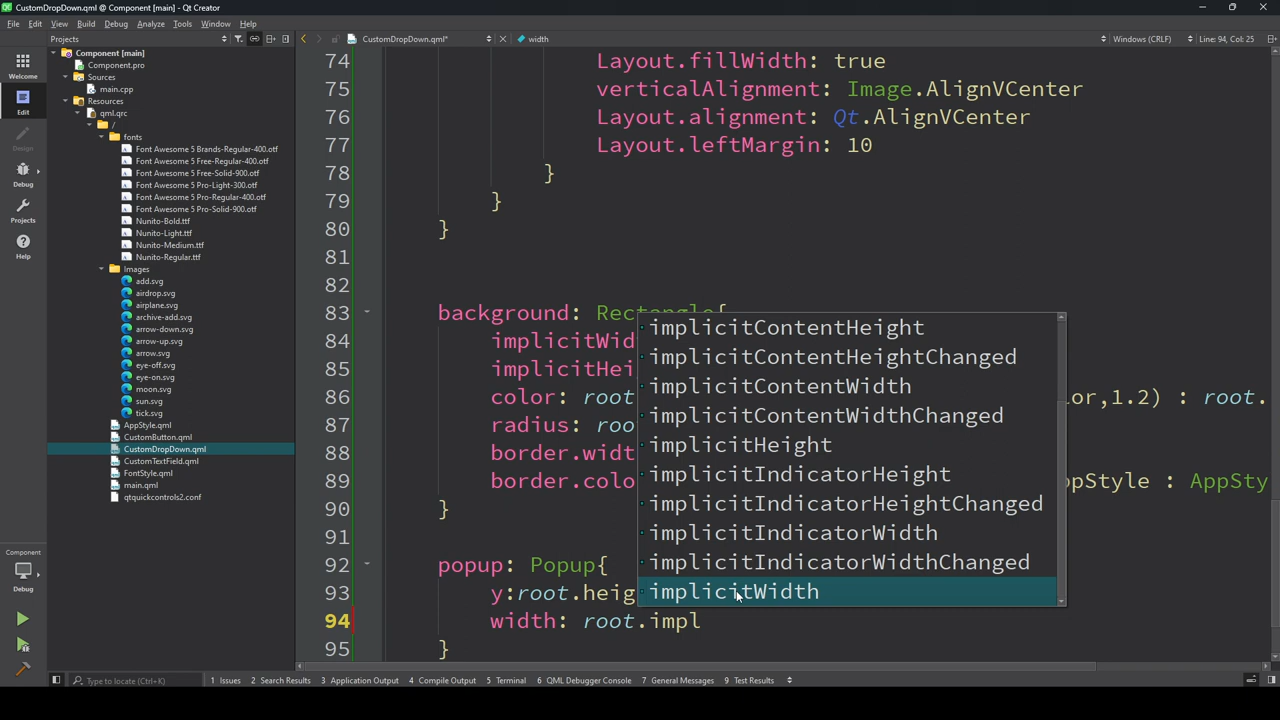 CustomDropDown.qml @ Component [main] - Qt Creator
File Edit View Build Debug Analyze Tools Window Help
Projects
CustomDropDown.qml*
width
Windows (CRLF)
Line: 94, Col: 25
Welcome
Edit
Design
Debug
Projects
Help
Component
Debug
Component [main]
Component.pro
Sources
main.cpp
Resources
qml.qrc
/
fonts
Font Awesome 5 Brands-Regular-400.otf
Font Awesome 5 Free-Regular-400.otf
Font Awesome 5 Free-Solid-900.otf
Font Awesome 5 Pro-Light-300.otf
Font Awesome 5 Pro-Regular-400.otf
Font Awesome 5 Pro-Solid-900.otf
Nunito-Bold.ttf
Nunito-Light.ttf
Nunito-Medium.ttf
Nunito-Regular.ttf
Images
add.svg
airdrop.svg
airplane.svg
archive-add.svg
arrow-down.svg
arrow-up.svg
arrow.svg
eye-off.svg
eye-on.svg
moon.svg
sun.svg
tick.svg
AppStyle.qml
CustomButton.qml
CustomDropDown.qml
CustomTextField.qml
FontStyle.qml
main.qml
qtquickcontrols2.conf
74 Layout.fillWidth: true
75 verticalAlignment: Image.AlignVCenter
76 Layout.alignment: Qt.AlignVCenter
77 Layout.leftMargin: 10
78 }
79 }
80 }
81
82
83 background: Rectangle{
84 implicitWid
85 implicitHei
86 color: root lor,1.2) : root.
87 radius: roo
88 border.widt
89 border.colo ppStyle : AppSty
90 }
91
92 popup: Popup{
93 y:root.heig
94 width: root.impl
95 }
implicitContentHeight
implicitContentHeightChanged
implicitContentWidth
implicitContentWidthChanged
implicitHeight
implicitIndicatorHeight
implicitIndicatorHeightChanged
implicitIndicatorWidth
implicitIndicatorWidthChanged
implicitWidth
Type to locate (Ctrl+K)
1 Issues 2 Search Results 3 Application Output 4 Compile Output 5 Terminal 6 QML Debugger Console 7 General Messages 9 Test Results